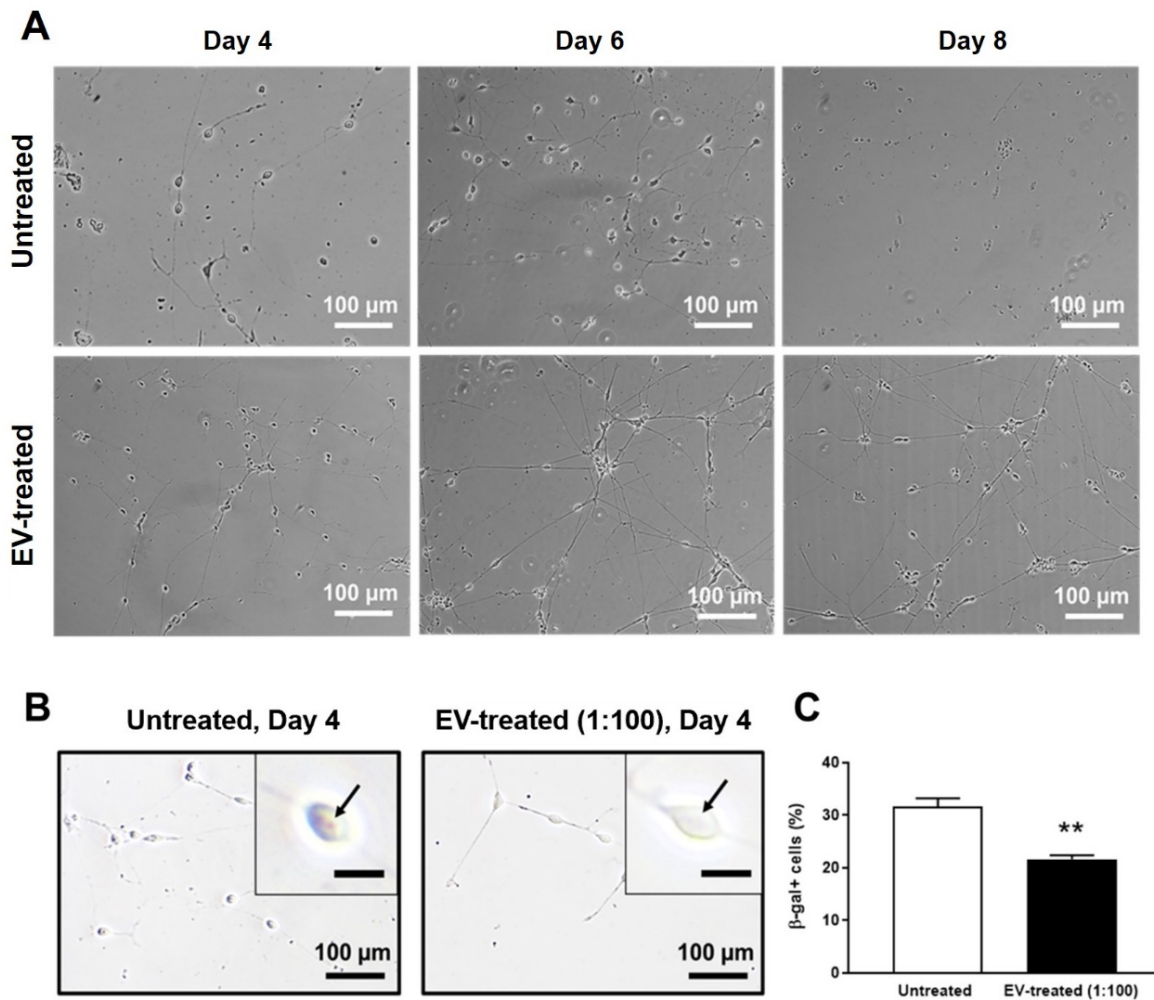 A
Day 4 Day 6 Day 8
Untreated
100 µm 100 µm 100 µm
EV-treated
100 µm 100 µm 100 µm
B
Untreated, Day 4 EV-treated (1:100), Day 4
100 µm 100 µm
C
β-gal+ cells (%)
40
30
20
10
0
**
Untreated EV-treated (1:100)